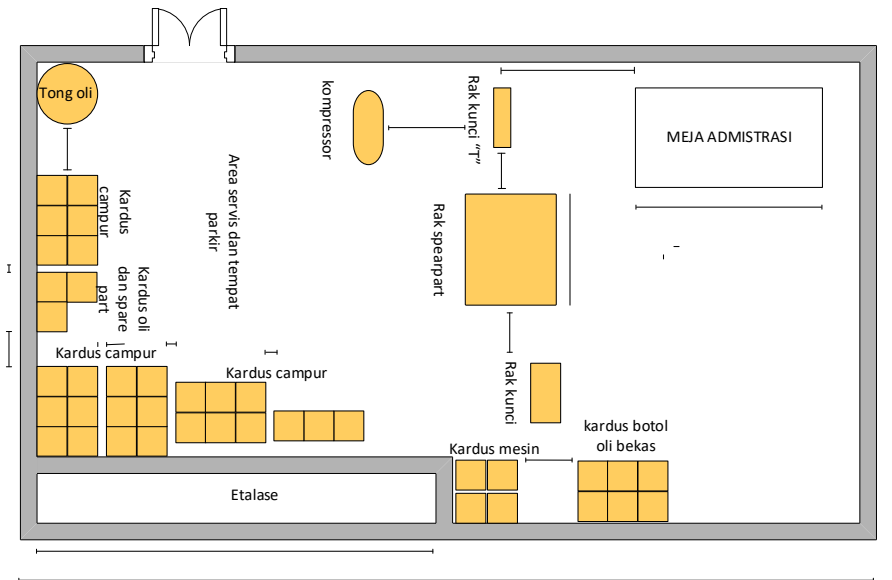 Tong oli
kompressor
Rak kunci “T”
MEJA ADMISTRASI
Kardus
campur
Area servis dan tempat
parkir
Rak spearpart
Kardus oli
dan spare
part
Kardus campur
Kardus campur
Rak kunci
kardus botol
oli bekas
Kardus mesin
Etalase